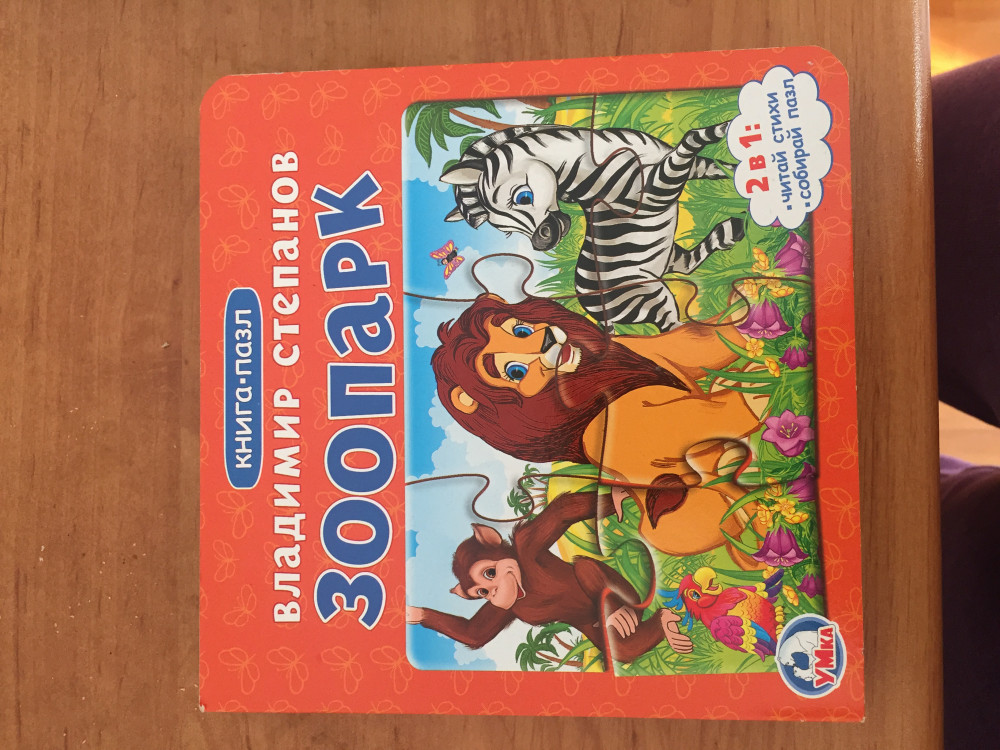 книга-пазл
владимир степанов
зоопарк
2 в 1:
▪читай стихи
▪собирай пазл
умка